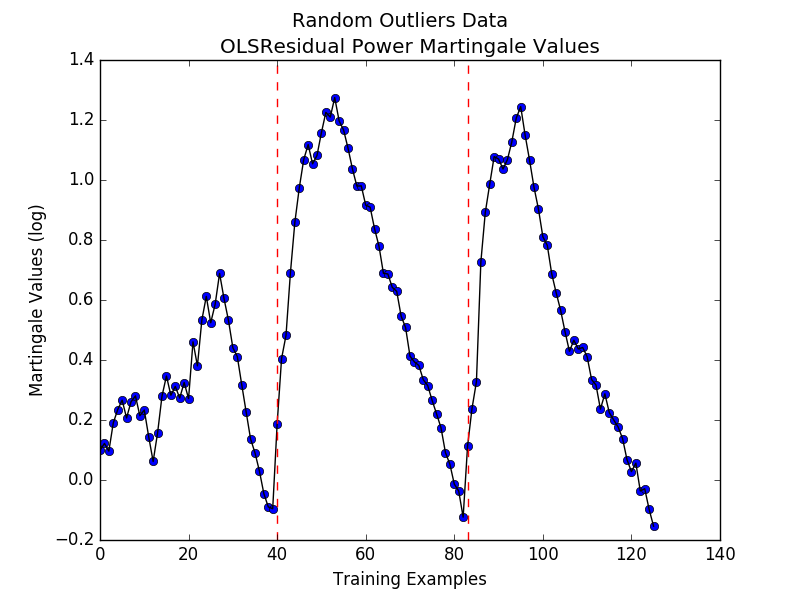 Random Outliers Data
OLSResidual Power Martingale Values
Martingale Values (log)
1.4
1.2
1.0
0.8
0.6
0.4
0.2
0.0
−0.2
0 20 40 60 80 100 120 140
Training Examples